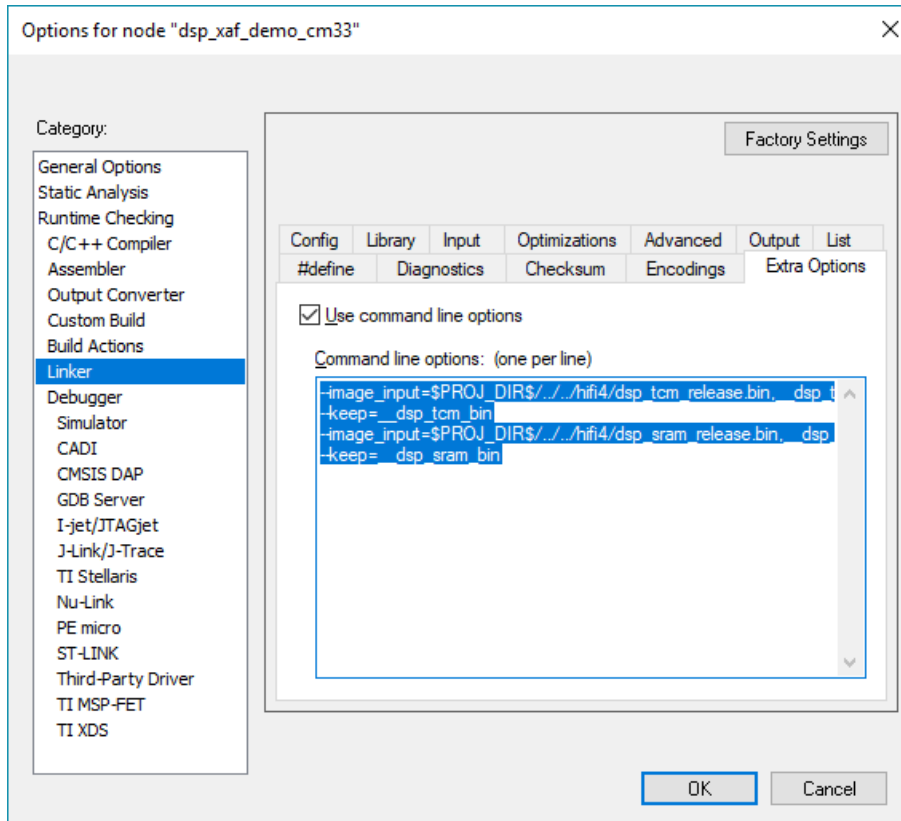 Options for node "dsp_xaf_demo_cm33"
Category:
Factory Settings
General Options
Static Analysis
Runtime Checking
C/C++ Compiler
Assembler
Output Converter
Custom Build
Build Actions
Linker
Debugger
Simulator
CADI
CMSIS DAP
GDB Server
I-jet/JTAGjet
J-Link/J-Trace
TI Stellaris
Nu-Link
PE micro
ST-LINK
Third-Party Driver
TI MSP-FET
TI XDS
Config Library Input Optimizations Advanced Output List
#define Diagnostics Checksum Encodings Extra Options
Use command line options
Command line options: (one per line)
--image_input=$PROJ_DIR$/../../hifi4/dsp_tcm_release.bin,__dsp_t
--keep=__dsp_tcm_bin
--image_input=$PROJ_DIR$/../../hifi4/dsp_sram_release.bin,__dsp_
--keep=__dsp_sram_bin
OK Cancel